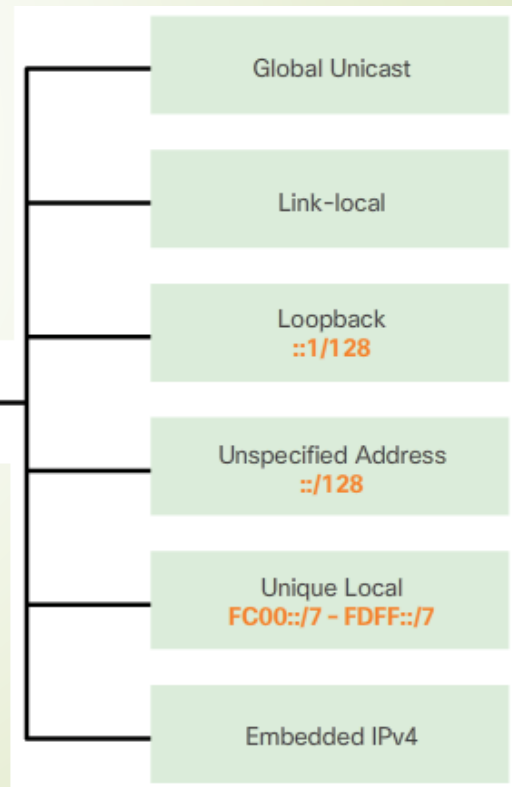 Global Unicast
Link-local
Loopback
::1/128
Unspecified Address
::/128
Unique Local
FC00::/7 - FDFF::/7
Embedded IPv4